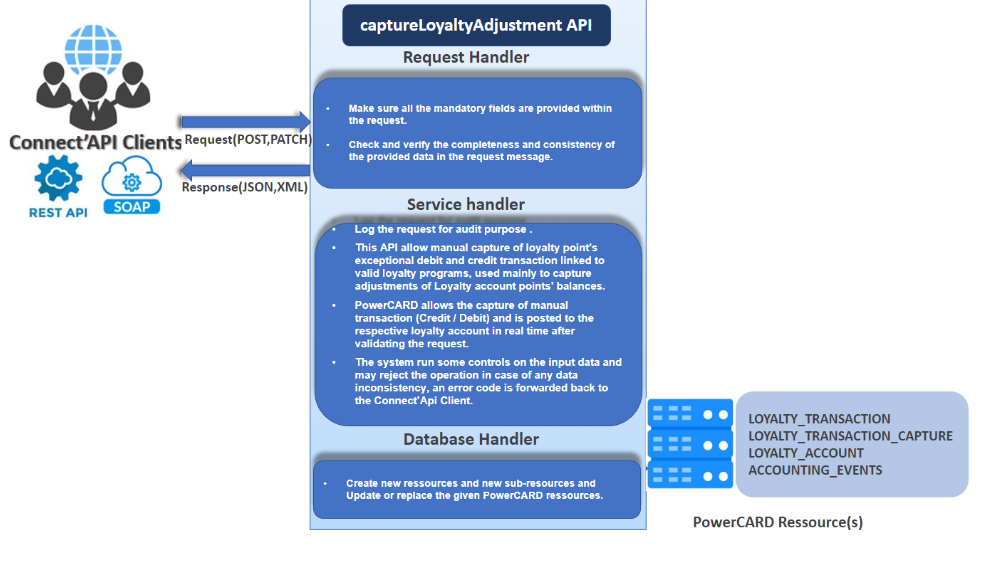 captureLoyaltyAdjustment API
Request Handler
• Make sure all the mandatory fields are provided within
the request.
• Check and verify the completeness and consistency of
the provided data in the request message.
Connect'API Clients
Request(POST,PATCH)
Response(JSON,XML)
REST API
SOAP
Service handler
• Log the request for audit purpose .
• This API allow manual capture of loyalty point's
exceptional debit and credit transaction linked to
valid loyalty programs, used mainly to capture
adjustments of Loyalty account points' balances.
• PowerCARD allows the capture of manual
transaction (Credit / Debit) and is posted to the
respective loyalty account in real time after
validating the request.
• The system run some controls on the input data and
may reject the operation in case of any data
inconsistency, an error code is forwarded back to
the Connect'Api Client.
Database Handler
• Create new ressources and new sub-resources and
Update or replace the given PowerCARD ressources.
LOYALTY_TRANSACTION
LOYALTY_TRANSACTION_CAPTURE
LOYALTY_ACCOUNT
ACCOUNTING_EVENTS
PowerCARD Ressource(s)